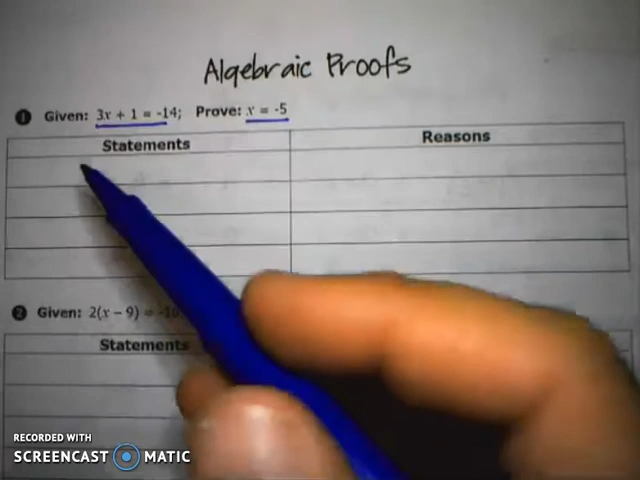 Algebraic Proofs
1 Given: 3x + 1 = -14; Prove: x = -5
Statements Reasons
2 Given: 2(x – 9) =
Statements
RECORDED WITH
SCREENCAST MATIC